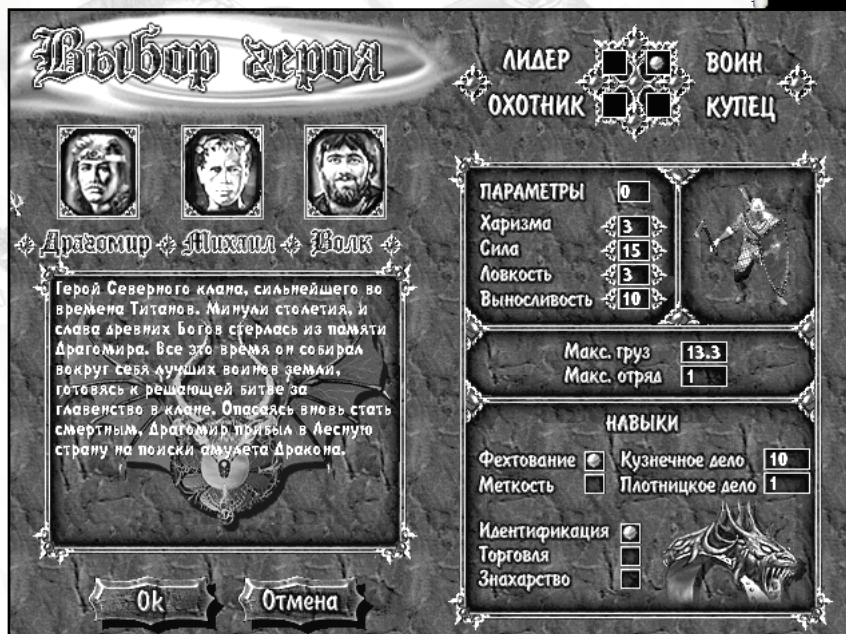 Выбор героя
Драгомир Михаил Волк
Герой Северного клана, сильнейшего во
времена Титанов. Минули столетия, и
слава древних Богов стерлась из памяти
Драгомира. Все это время он собирал
вокруг себя лучших воинов земли,
готовясь к решающей битве за
главенство в клане. Опасаясь вновь стать
смертным, Драгомир прибыл в Лесную
страну на поиски амулета Дракона.
Ok Отмена
ЛИДЕР ВОИН
ОХОТНИК КУПЕЦ
ПАРАМЕТРЫ 0
Харизма 3
Сила 15
Ловкость 3
Выносливость 10
Макс. груз 13.3
Макс. отряд 1
НАВЫКИ
Фехтование Кузнечное дело 10
Меткость Плотницкое дело 1
Идентификация
Торговля
Знахарство